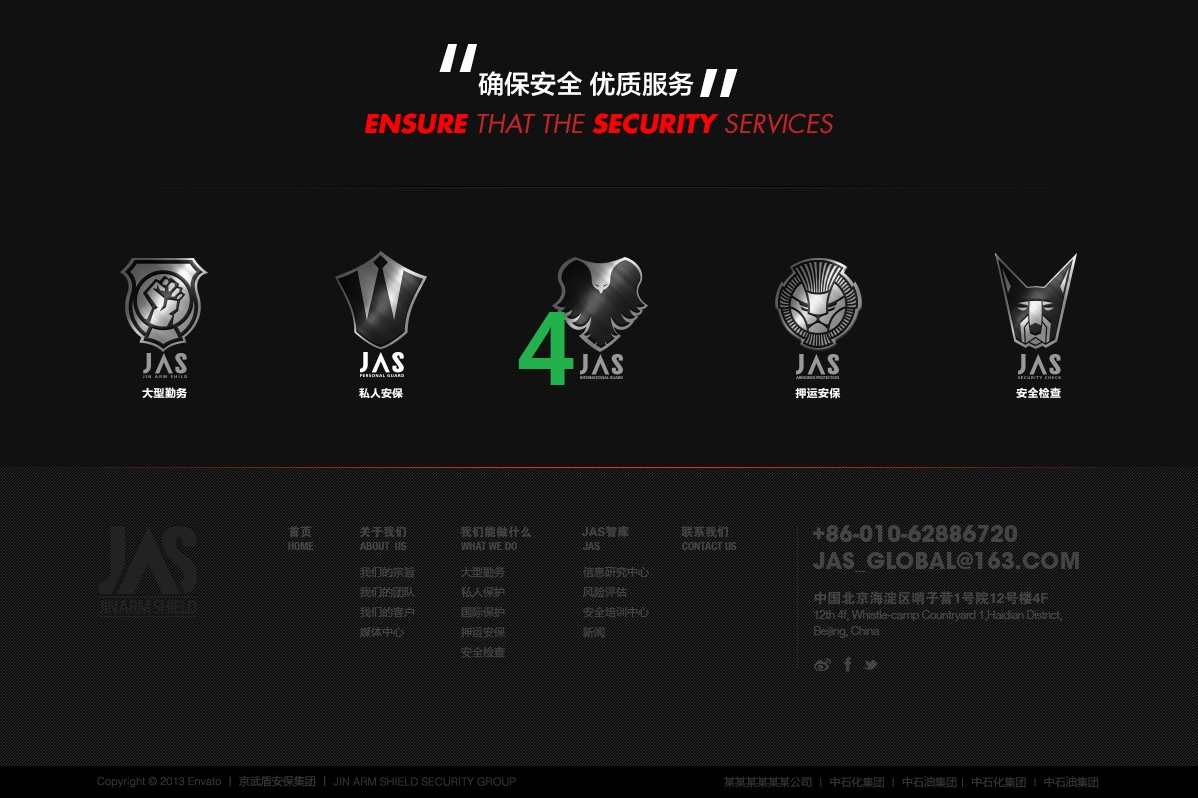 "确保安全 优质服务"
ENSURE THAT THE SECURITY SERVICES
JAS
JIN ARM SHILD
大型勤务
JAS
PERSONAL GUARD
私人安保
4
JAS
INTERNATIONAL GUARD
JAS
ARMORED PROTECTION
押运安保
JAS
SECURITY CHECK
安全检查
JAS
JIN ARM SHIELD
首页
HOME
关于我们
ABOUT US
我们的宗旨
我们的团队
我们的客户
媒体中心
我们能做什么
WHAT WE DO
大型勤务
私人保护
国际保护
押运安保
安全检查
JAS智库
JAS
信息研究中心
风险评估
安全培训中心
新闻
联系我们
CONTACT US
+86-010-62886720
JAS_GLOBAL@163.COM
中国北京海淀区哨子营1号院12号楼4F
12th 4f, Whistle-camp Countryard 1,Haidian District,
Beijing, China
Copyright © 2013 Envato | 京武盾安保集团 | JIN ARM SHIELD SECURITY GROUP
某某某某某某公司 | 中石化集团 | 中石油集团 | 中石化集团 | 中石油集团